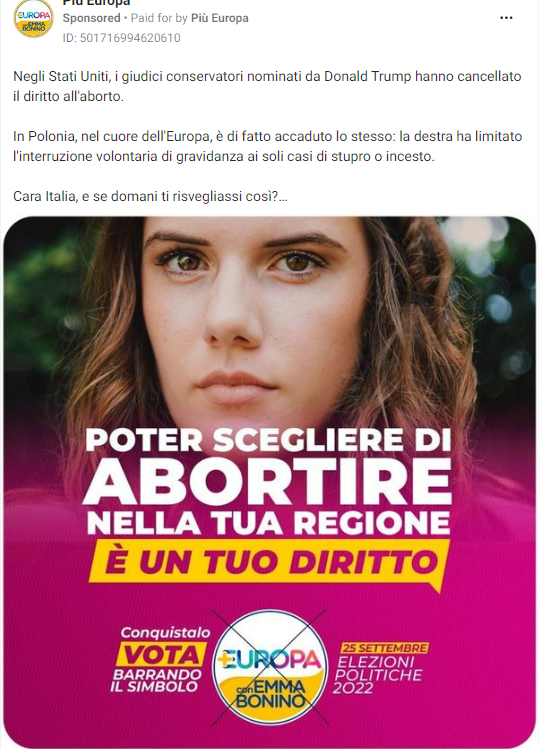 Più Europa
Sponsored • Paid for by Più Europa
ID: 501716994620610
Negli Stati Uniti, i giudici conservatori nominati da Donald Trump hanno cancellato
il diritto all'aborto.
In Polonia, nel cuore dell'Europa, è di fatto accaduto lo stesso: la destra ha limitato
l'interruzione volontaria di gravidanza ai soli casi di stupro o incesto.
Cara Italia, e se domani ti risvegliassi così?...
POTER SCEGLIERE DI
ABORTIRE
NELLA TUA REGIONE
È UN TUO DIRITTO
Conquistalo
VOTA
BARRANDO
IL SIMBOLO
+EUROPA
con EMMA
BONINO
25 SETTEMBRE
ELEZIONI
POLITICHE
2022